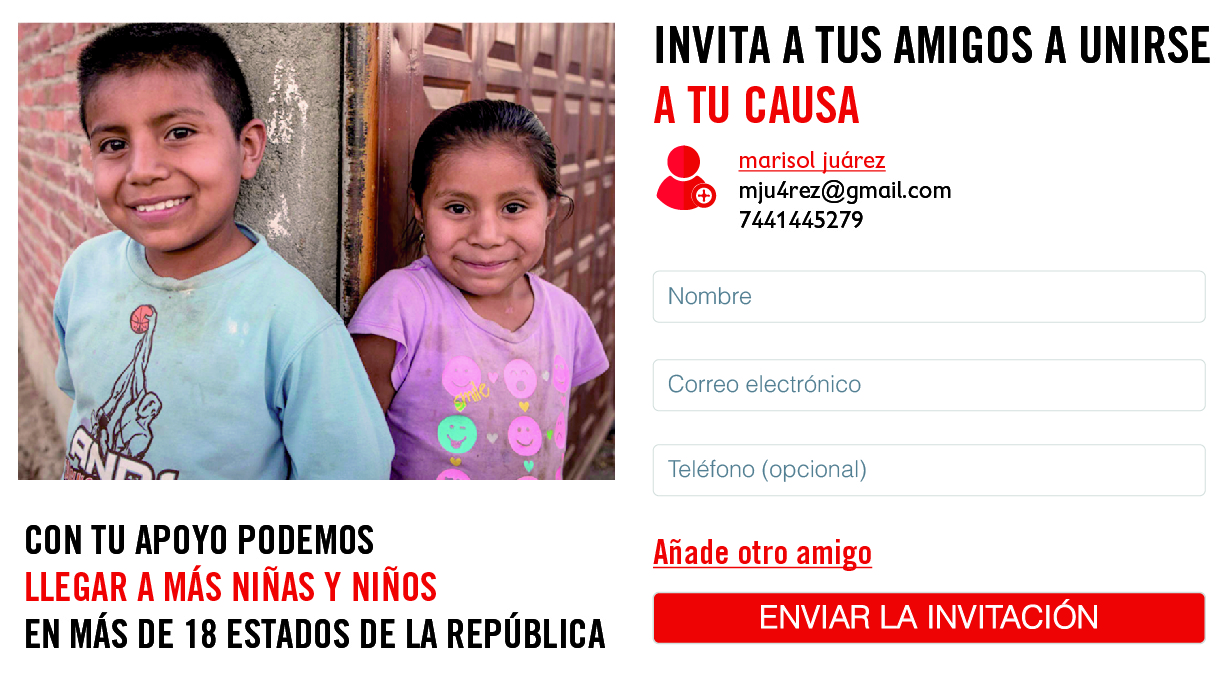 INVITA A TUS AMIGOS A UNIRSE
A TU CAUSA
marisol juárez
mju4rez@gmail.com
7441445279
Nombre
Correo electrónico
Teléfono (opcional)
Añade otro amigo
ENVIAR LA INVITACIÓN
smile
CON TU APOYO PODEMOS
LLEGAR A MÁS NIÑAS Y NIÑOS
EN MÁS DE 18 ESTADOS DE LA REPÚBLICA